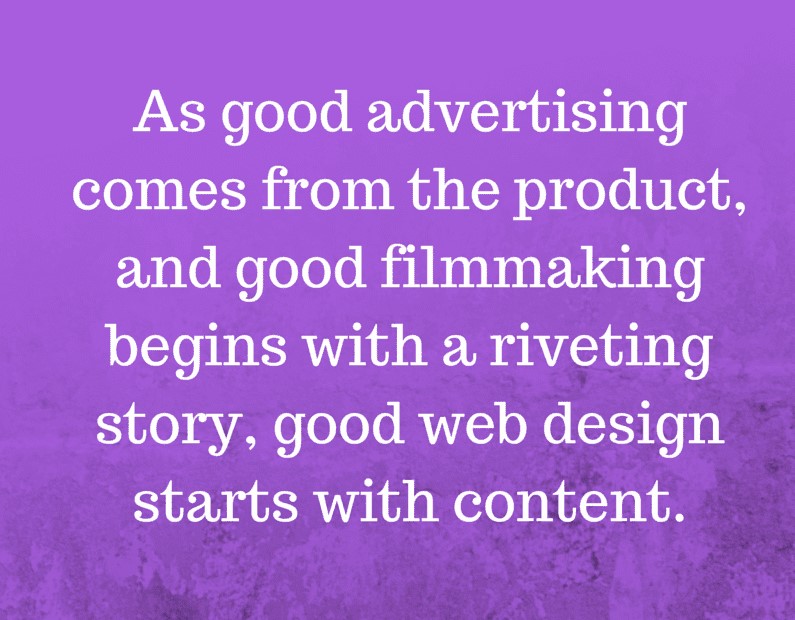 As good advertising
comes from the product,
and good filmmaking
begins with a riveting
story, good web design
starts with content.